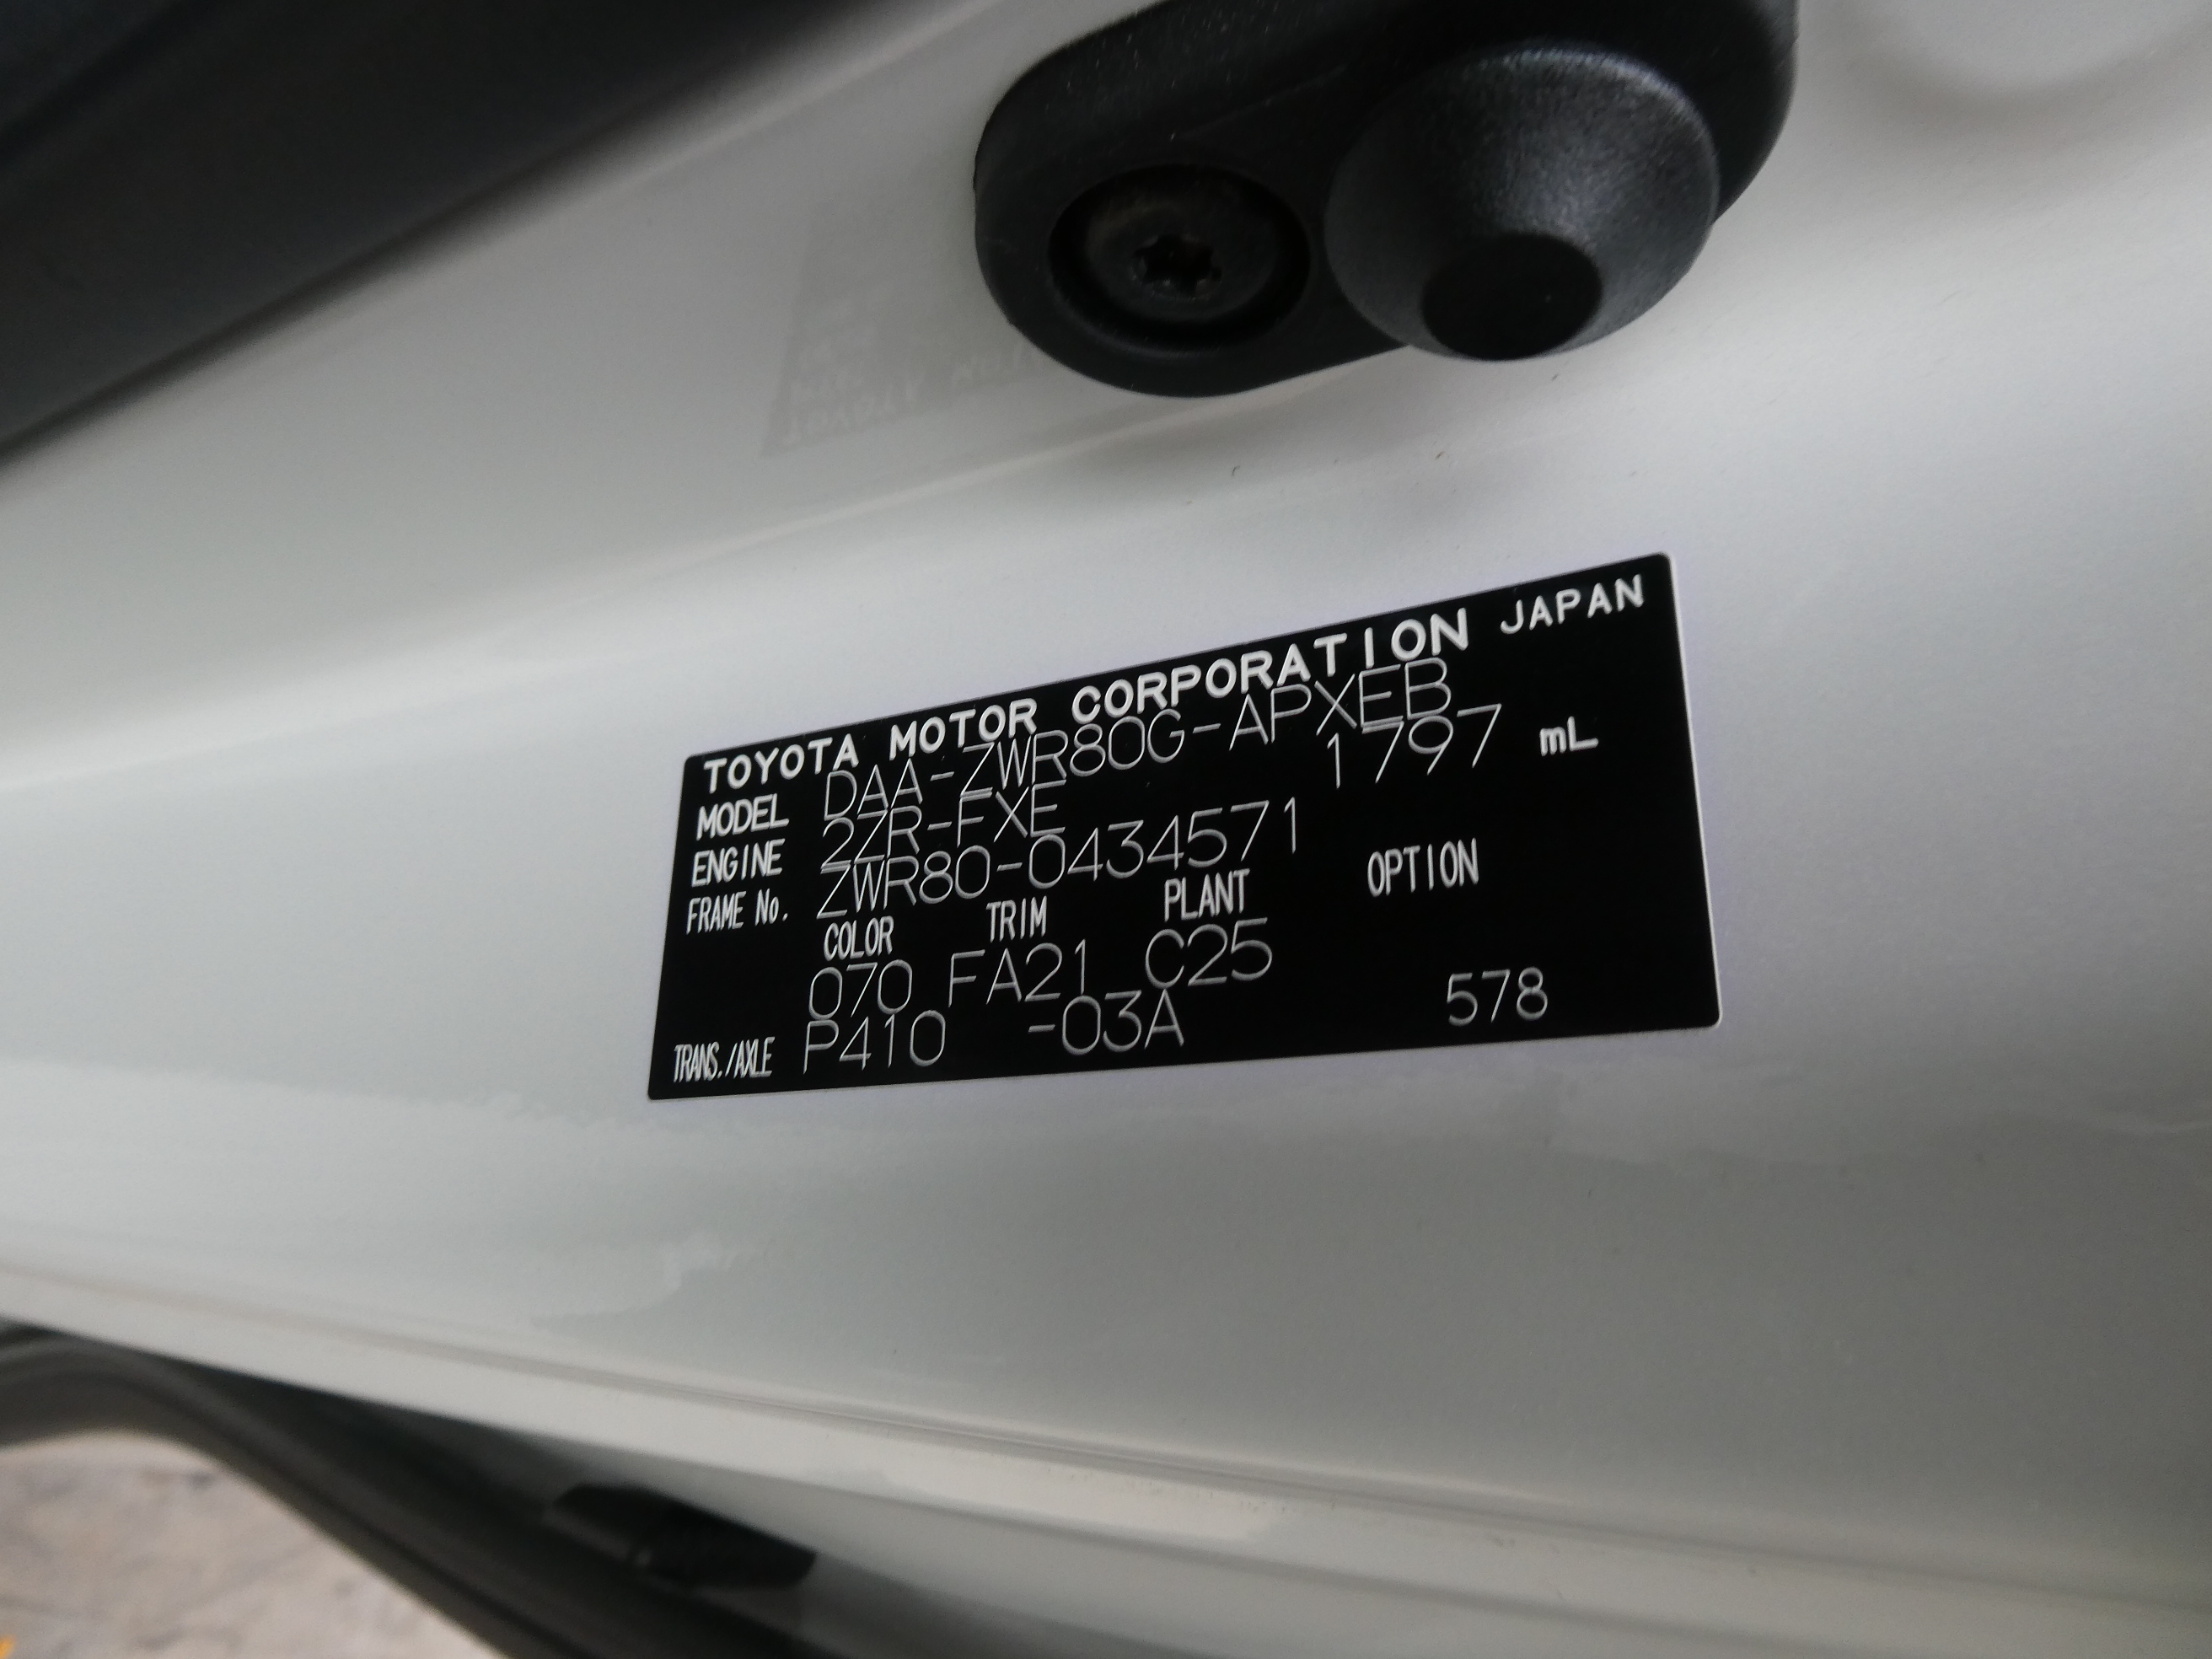 TOYOTA MOTOR CORPORATION JAPAN
MODEL DAA-ZWR80G-APXEB
ENGINE 2ZR-FXE 1797 mL
FRAME No. ZWR80-0434571
COLOR TRIM PLANT OPTION
070 FA21 C25
TRANS./AXLE P410 -03A 578